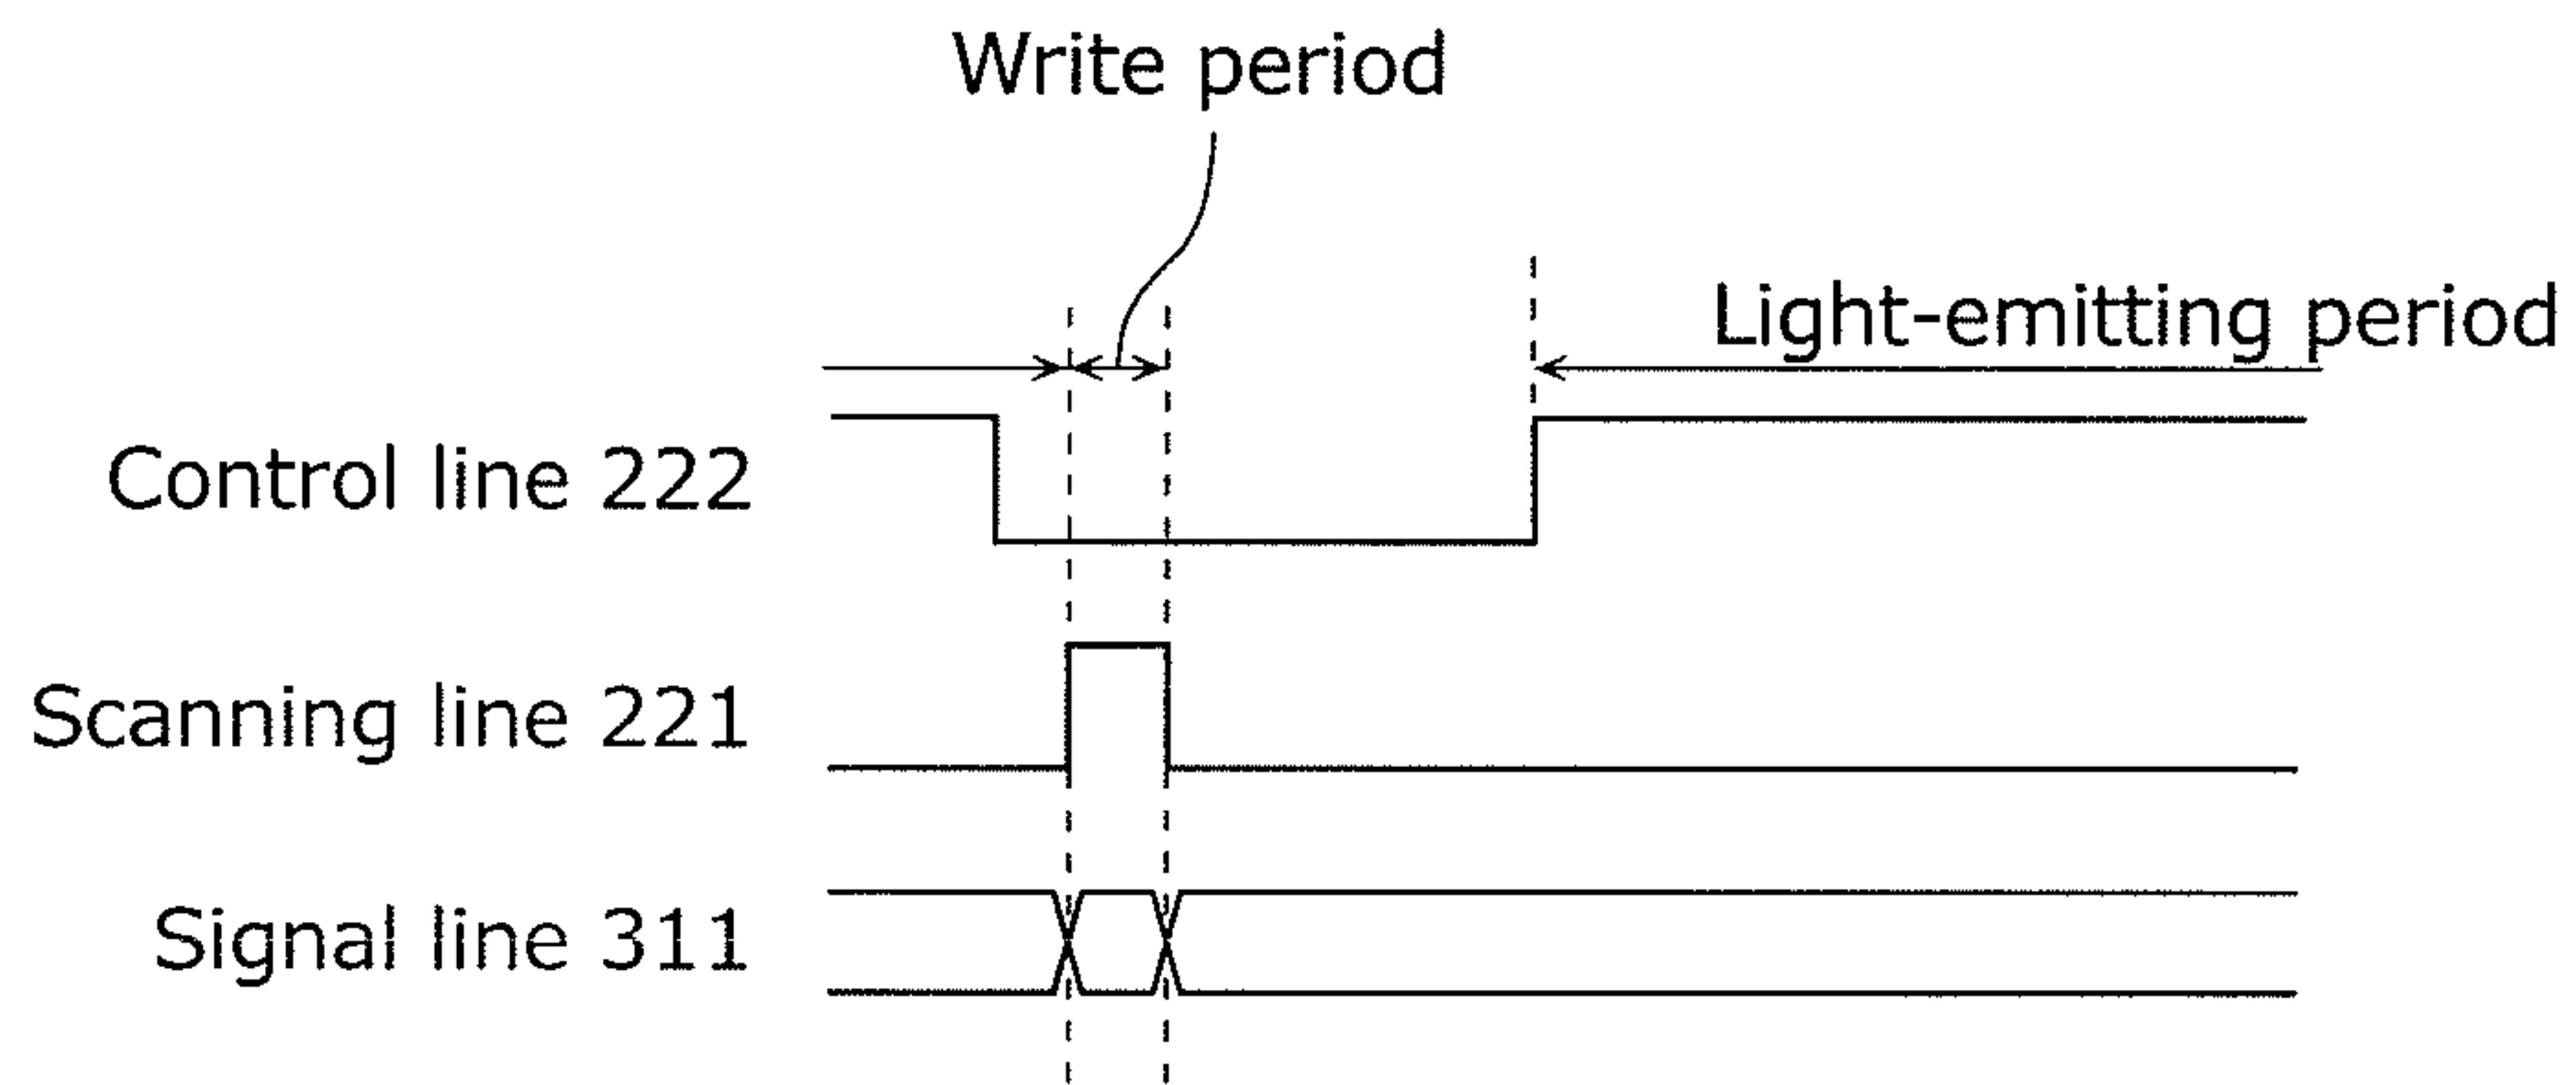 Write period
Light-emitting period
Control line 222
Scanning line 221
Signal line 311